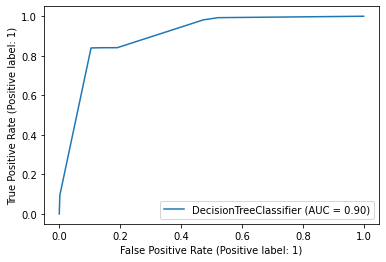 1.0
0.8
0.6
0.4
0.2
0.0
True Positive Rate (Positive label: 1)
DecisionTreeClassifier (AUC = 0.90)
0.0 0.2 0.4 0.6 0.8 1.0
False Positive Rate (Positive label: 1)